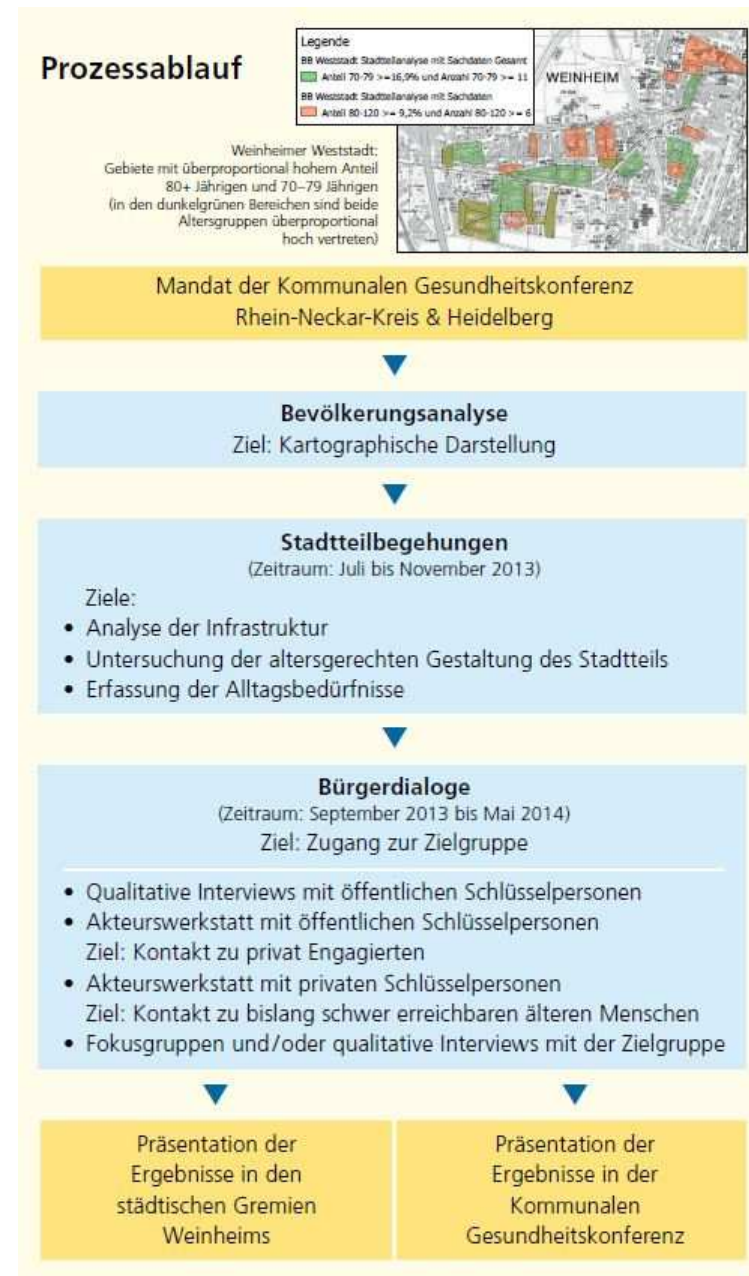 Prozessablauf
Legende
BB Weststadt Stadtteilanalyse mit Sachdaten Gesamt
Anteil 70-79 >=16,9% und Anzahl 70-79 >= 11
BB Weststadt Stadtteilanalyse mit Sachdaten
Anteil 80-120 >= 9,2% und Anzahl 80-120 >= 6
WEINHEIM
Weinheimer Weststadt:
Gebiete mit überproportional hohem Anteil
80+ Jährigen und 70–79 Jährigen
(in den dunkelgrünen Bereichen sind beide
Altersgruppen überproportional
hoch vertreten)
Mandat der Kommunalen Gesundheitskonferenz
Rhein-Neckar-Kreis & Heidelberg
Bevölkerungsanalyse
Ziel: Kartographische Darstellung
Stadtteilbegehungen
(Zeitraum: Juli bis November 2013)
Ziele:
• Analyse der Infrastruktur
• Untersuchung der altersgerechten Gestaltung des Stadtteils
• Erfassung der Alltagsbedürfnisse
Bürgerdialoge
(Zeitraum: September 2013 bis Mai 2014)
Ziel: Zugang zur Zielgruppe
• Qualitative Interviews mit öffentlichen Schlüsselpersonen
• Akteurswerkstatt mit öffentlichen Schlüsselpersonen
Ziel: Kontakt zu privat Engagierten
• Akteurswerkstatt mit privaten Schlüsselpersonen
Ziel: Kontakt zu bislang schwer erreichbaren älteren Menschen
• Fokusgruppen und/oder qualitative Interviews mit der Zielgruppe
Präsentation der
Ergebnisse in den
städtischen Gremien
Weinheims
Präsentation der
Ergebnisse in der
Kommunalen
Gesundheitskonferenz